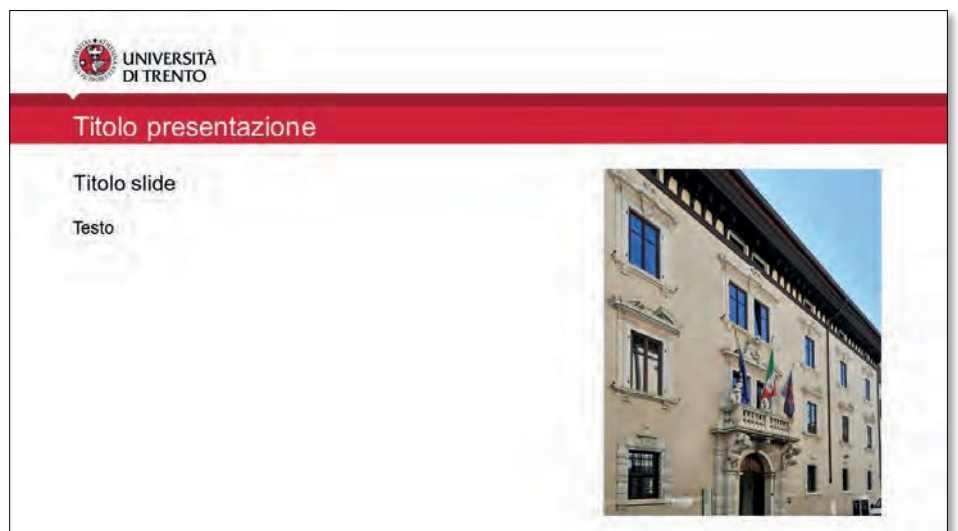 UNIVERSITÀ
DI TRENTO
Titolo presentazione
Titolo slide
Testo